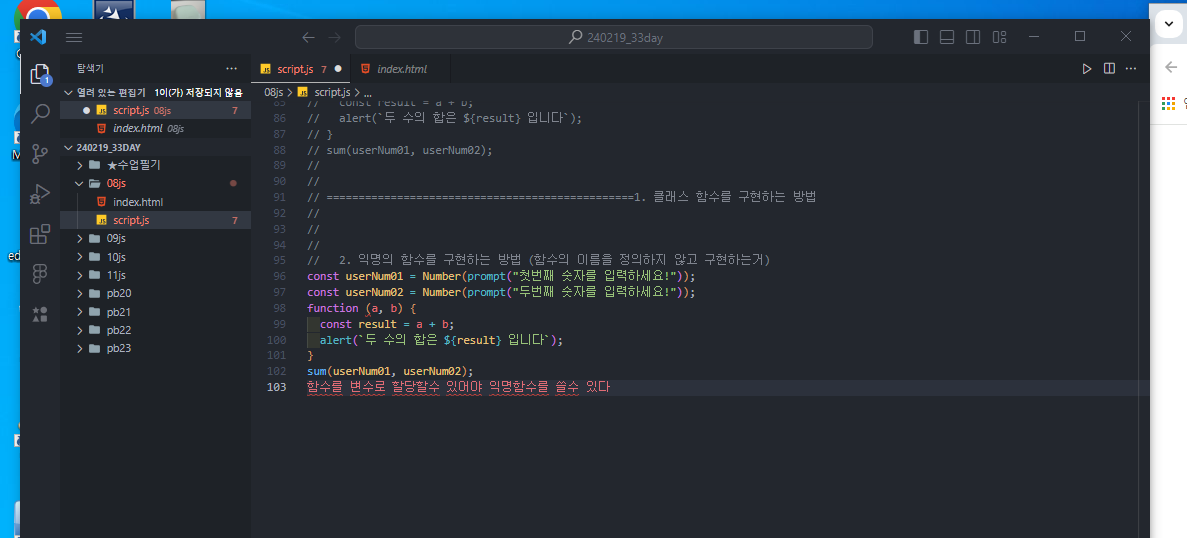 240219_33day
탐색기
script.js 7
index.html
열려 있는 편집기 1이(가) 저장되지 않음
08js > script.js > ...
script.js 08js 7
index.html 08js
240219_33DAY
★수업필기
08js
index.html
script.js 7
09js
10js
11js
pb20
pb21
pb22
pb23
85 // const result = a + b;
86 // alert(`두 수의 합은 ${result} 입니다`);
87 // }
88 // sum(userNum01, userNum02);
89 //
90 //
91 // ================================================1. 클래스 함수를 구현하는 방법
92 //
93 //
94 //
95 // 2. 익명의 함수를 구현하는 방법 (함수의 이름을 정의하지 않고 구현하는거)
96 const userNum01 = Number(prompt("첫번째 숫자를 입력하세요!"));
97 const userNum02 = Number(prompt("두번째 숫자를 입력하세요!"));
98 function (a, b) {
99 const result = a + b;
100 alert(`두 수의 합은 ${result} 입니다`);
101 }
102 sum(userNum01, userNum02);
103 함수를 변수로 할당할수 있어야 익명함수를 쓸수 있다